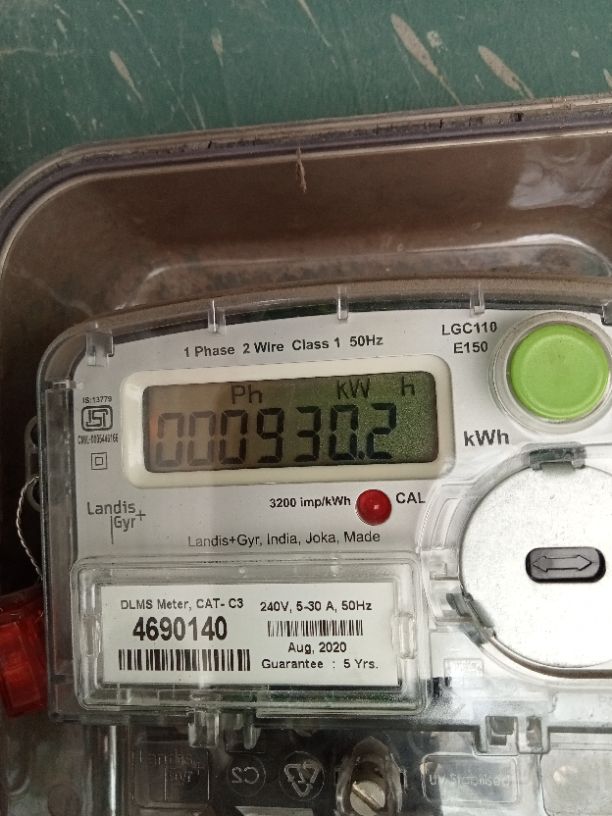 1 Phase 2 Wire Class 1 50Hz
LGC110
E150
IS:13779
Ph KW h
000930.2
kWh
3200 imp/kWh
CAL
Landis
Gyr+
Landis+Gyr, India, Joka, Made
DLMS Meter, CAT- C3
4690140
240V, 5-30 A, 50Hz
Aug, 2020
Guarantee : 5 Yrs.
C2